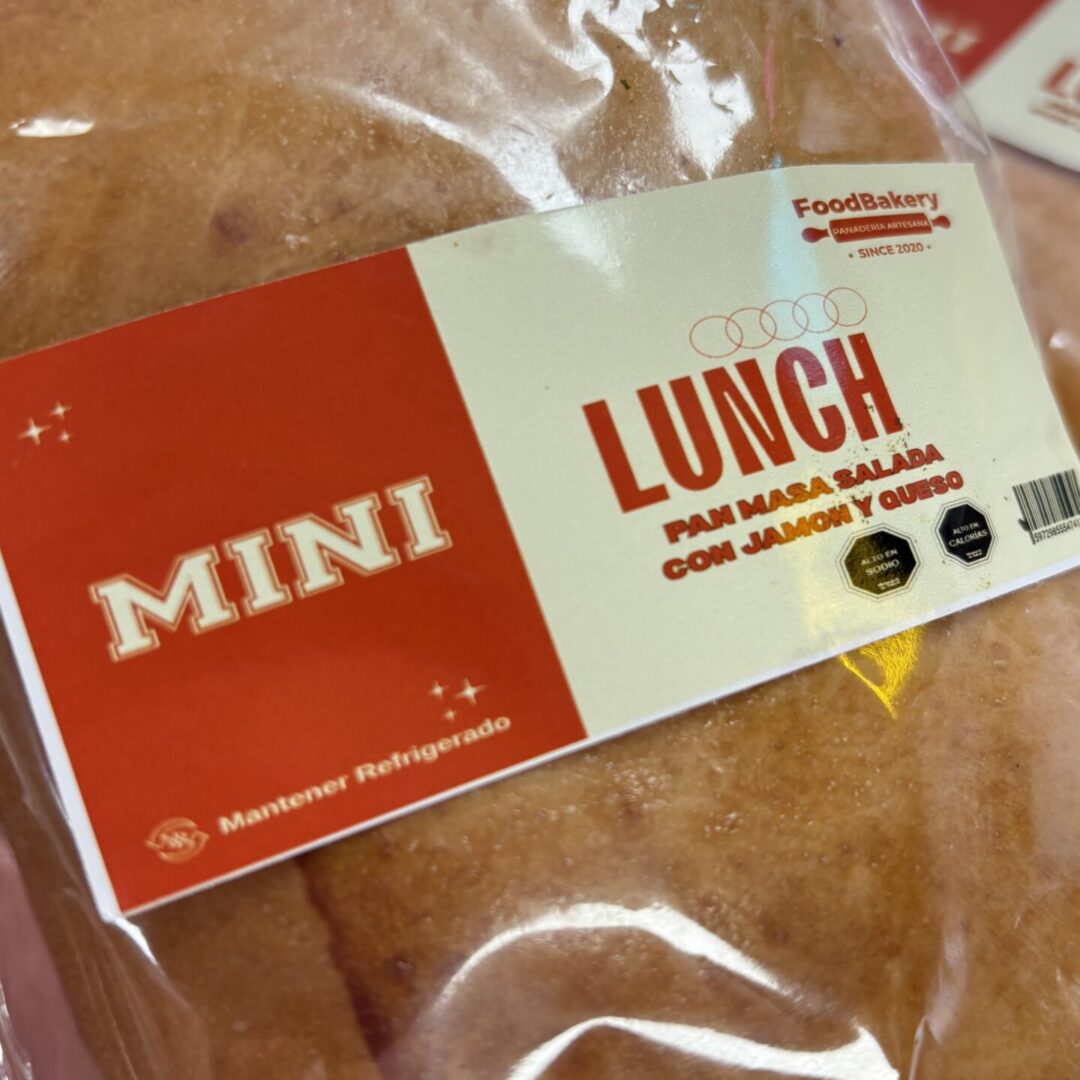 FoodBakery
PANADERÍA ARTESANA
• SINCE 2020 •
LUNCH
PAN MASA SALADA
CON JAMON Y QUESO
ALTO EN
SODIO
ALTO EN
CALORÍAS
MINI
Mantener Refrigerado